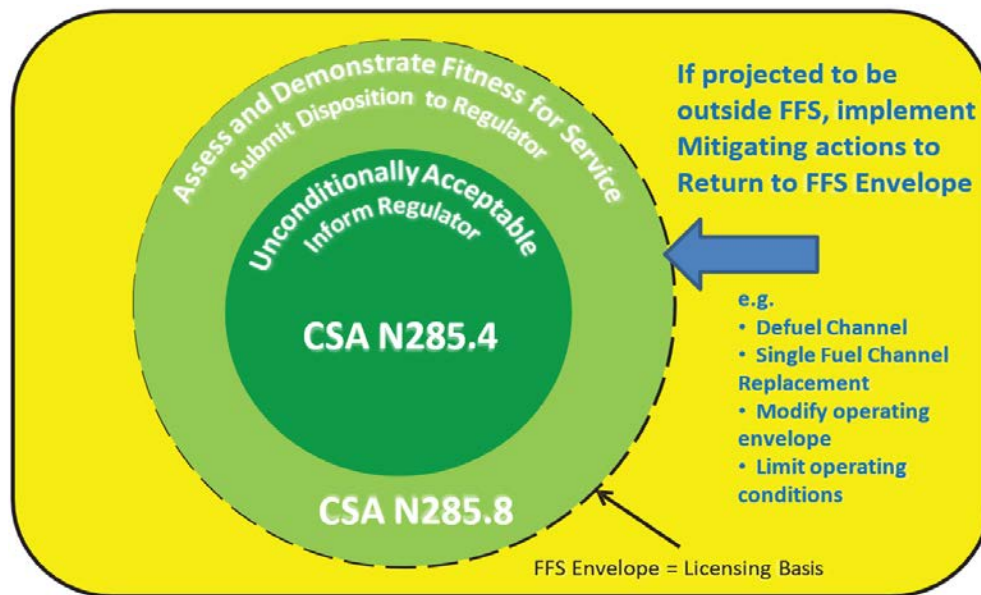 Assess and Demonstrate Fitness for Service
Submit Disposition to Regulator
Unconditionally Acceptable
Inform Regulator
CSA N285.4
CSA N285.8
If projected to be
outside FFS, implement
Mitigating actions to
Return to FFS Envelope
e.g.
• Defuel Channel
• Single Fuel Channel
Replacement
• Modify operating
envelope
• Limit operating
conditions
FFS Envelope = Licensing Basis